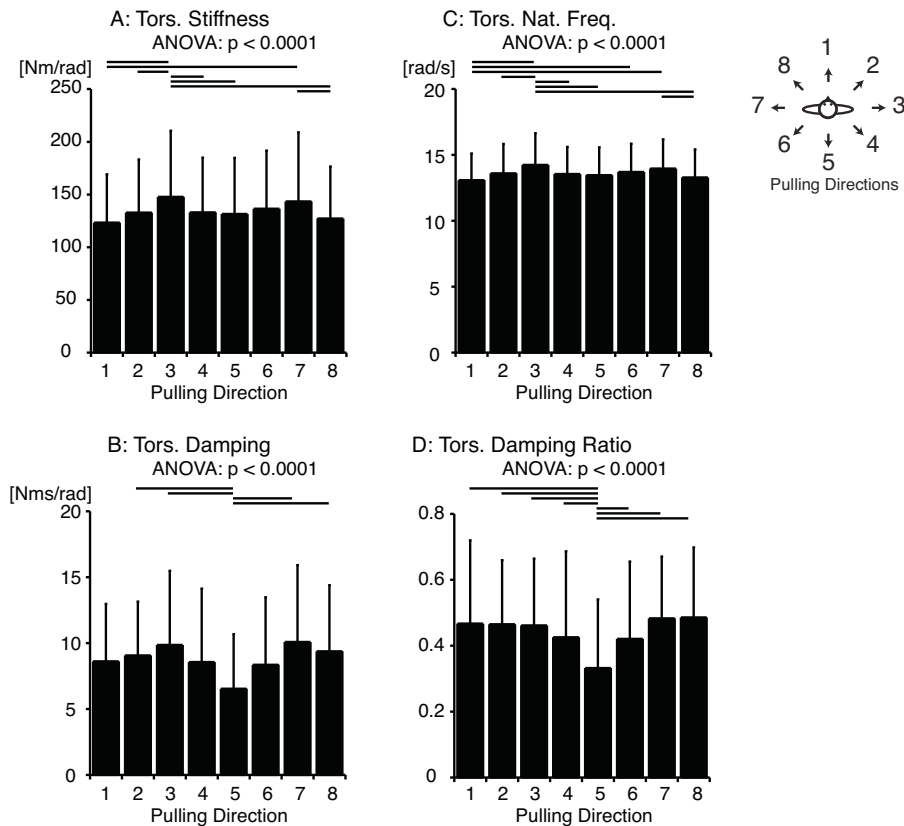 A: Tors. Stiffness
ANOVA: p < 0.0001
[Nm/rad]
250
200
150
100
50
0
1 2 3 4 5 6 7 8
Pulling Direction
C: Tors. Nat. Freq.
ANOVA: p < 0.0001
[rad/s]
20
15
10
5
0
1 2 3 4 5 6 7 8
Pulling Direction
1
8 2
7 3
6 4
5
Pulling Directions
B: Tors. Damping
ANOVA: p < 0.0001
[Nms/rad]
20
15
10
5
0
1 2 3 4 5 6 7 8
Pulling Direction
D: Tors. Damping Ratio
ANOVA: p < 0.0001
0.8
0.6
0.4
0.2
0
1 2 3 4 5 6 7 8
Pulling Direction